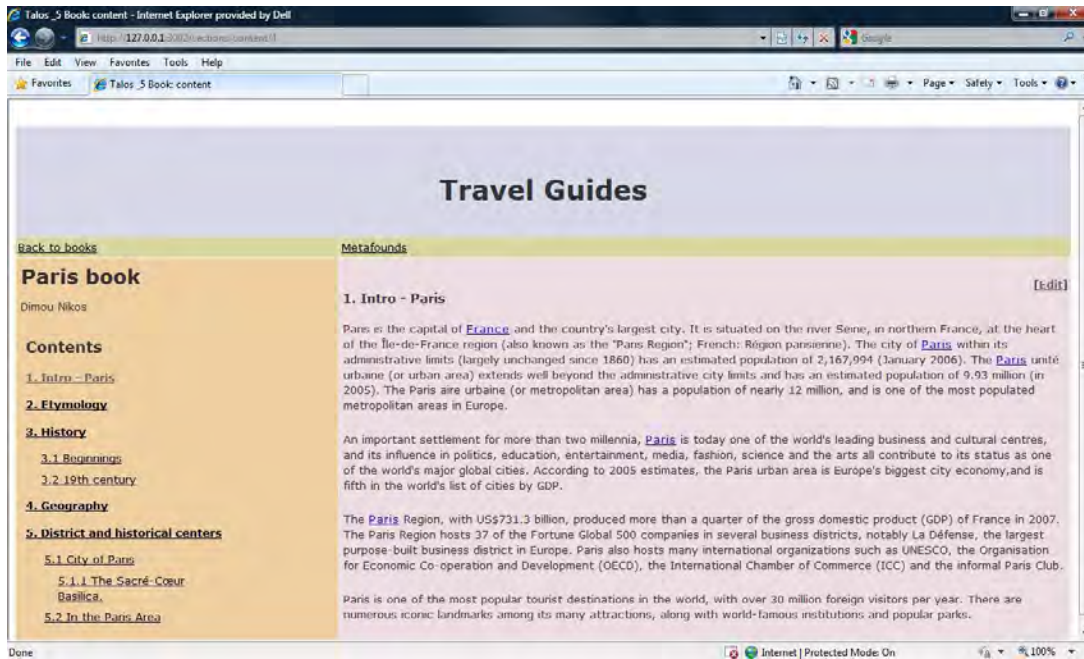 Talos _5 Book: content - Internet Explorer provided by Dell
http://127.0.0.1:3002/sections/content/1
Google
File Edit View Favorites Tools Help
Favorites Talos _5 Book: content Page Safety Tools
Travel Guides
Back to books Metafounds
Paris book
Dimou Nikos
Contents
1. Intro - Paris
2. Etymology
3. History
3.1 Beginnings
3.2 19th century
4. Geography
5. District and historical centers
5.1 City of Paris
5.1.1 The Sacré-Cœur
Basilica.
5.2 In the Paris Area
[Edit]
1. Intro - Paris
Paris is the capital of France and the country's largest city. It is situated on the river Seine, in northern France, at the heart
of the Île-de-France region (also known as the "Paris Region"; French: Région parisienne). The city of Paris within its
administrative limits (largely unchanged since 1860) has an estimated population of 2,167,994 (January 2006). The Paris unité
urbaine (or urban area) extends well beyond the administrative city limits and has an estimated population of 9.93 million (in
2005). The Paris aire urbaine (or metropolitan area) has a population of nearly 12 million, and is one of the most populated
metropolitan areas in Europe.
An important settlement for more than two millennia, Paris is today one of the world's leading business and cultural centres,
and its influence in politics, education, entertainment, media, fashion, science and the arts all contribute to its status as one
of the world's major global cities. According to 2005 estimates, the Paris urban area is Europe's biggest city economy,and is
fifth in the world's list of cities by GDP.
The Paris Region, with US$731.3 billion, produced more than a quarter of the gross domestic product (GDP) of France in 2007.
The Paris Region hosts 37 of the Fortune Global 500 companies in several business districts, notably La Défense, the largest
purpose-built business district in Europe. Paris also hosts many international organizations such as UNESCO, the Organisation
for Economic Co-operation and Development (OECD), the International Chamber of Commerce (ICC) and the informal Paris Club.
Paris is one of the most popular tourist destinations in the world, with over 30 million foreign visitors per year. There are
numerous iconic landmarks among its many attractions, along with world-famous institutions and popular parks.
Done Internet | Protected Mode: On 100%